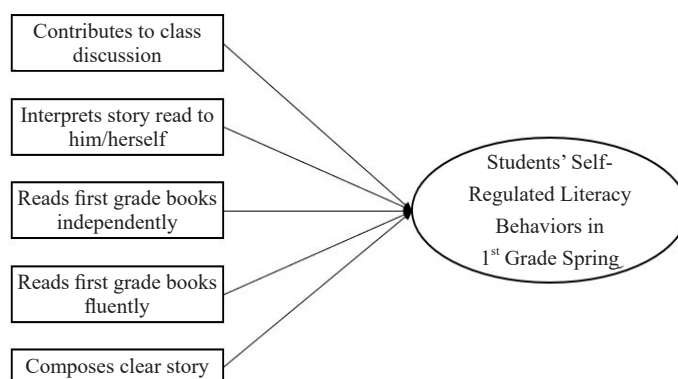 Contributes to class
discussion
Interprets story read to
him/herself
Reads first grade books
independently
Reads first grade books
fluently
Composes clear story
Students' Self-
Regulated Literacy
Behaviors in
1st Grade Spring